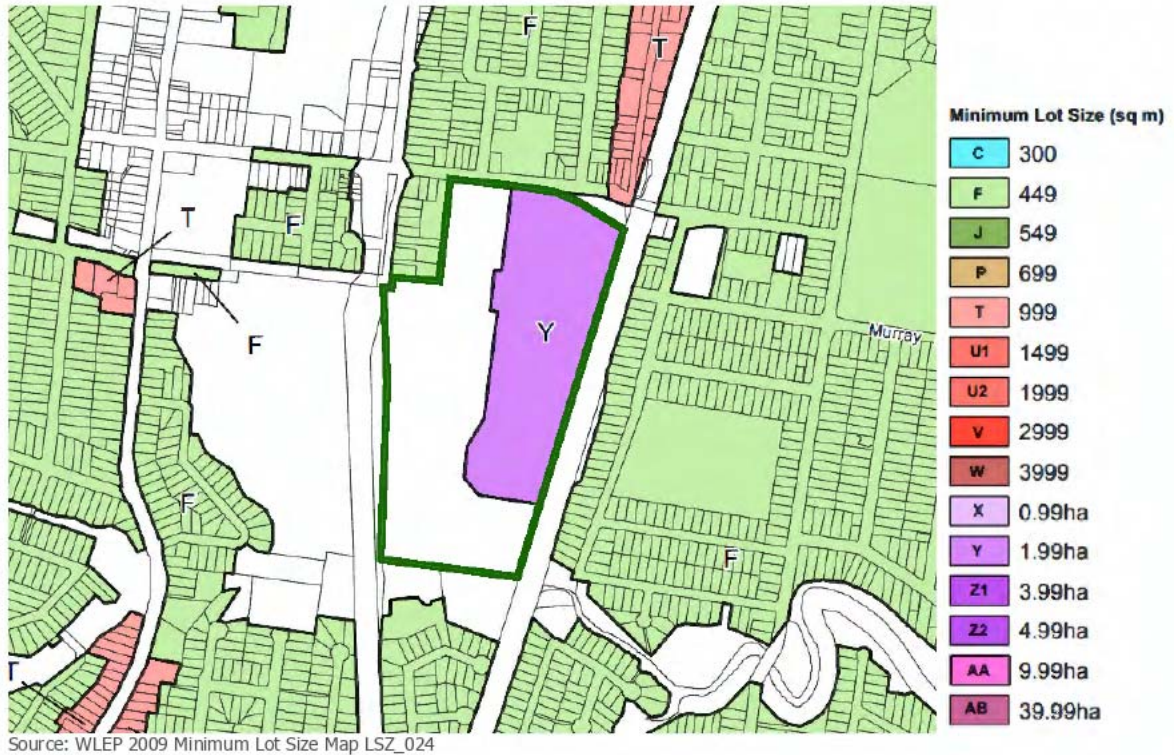 F
T
T
F
F
Y
Murray
F
F
T
Minimum Lot Size (sq m)
C 300
F 449
J 549
P 699
T 999
U1 1499
U2 1999
V 2999
W 3999
X 0.99ha
Y 1.99ha
Z1 3.99ha
Z2 4.99ha
AA 9.99ha
AB 39.99ha
Source: WLEP 2009 Minimum Lot Size Map LSZ_024